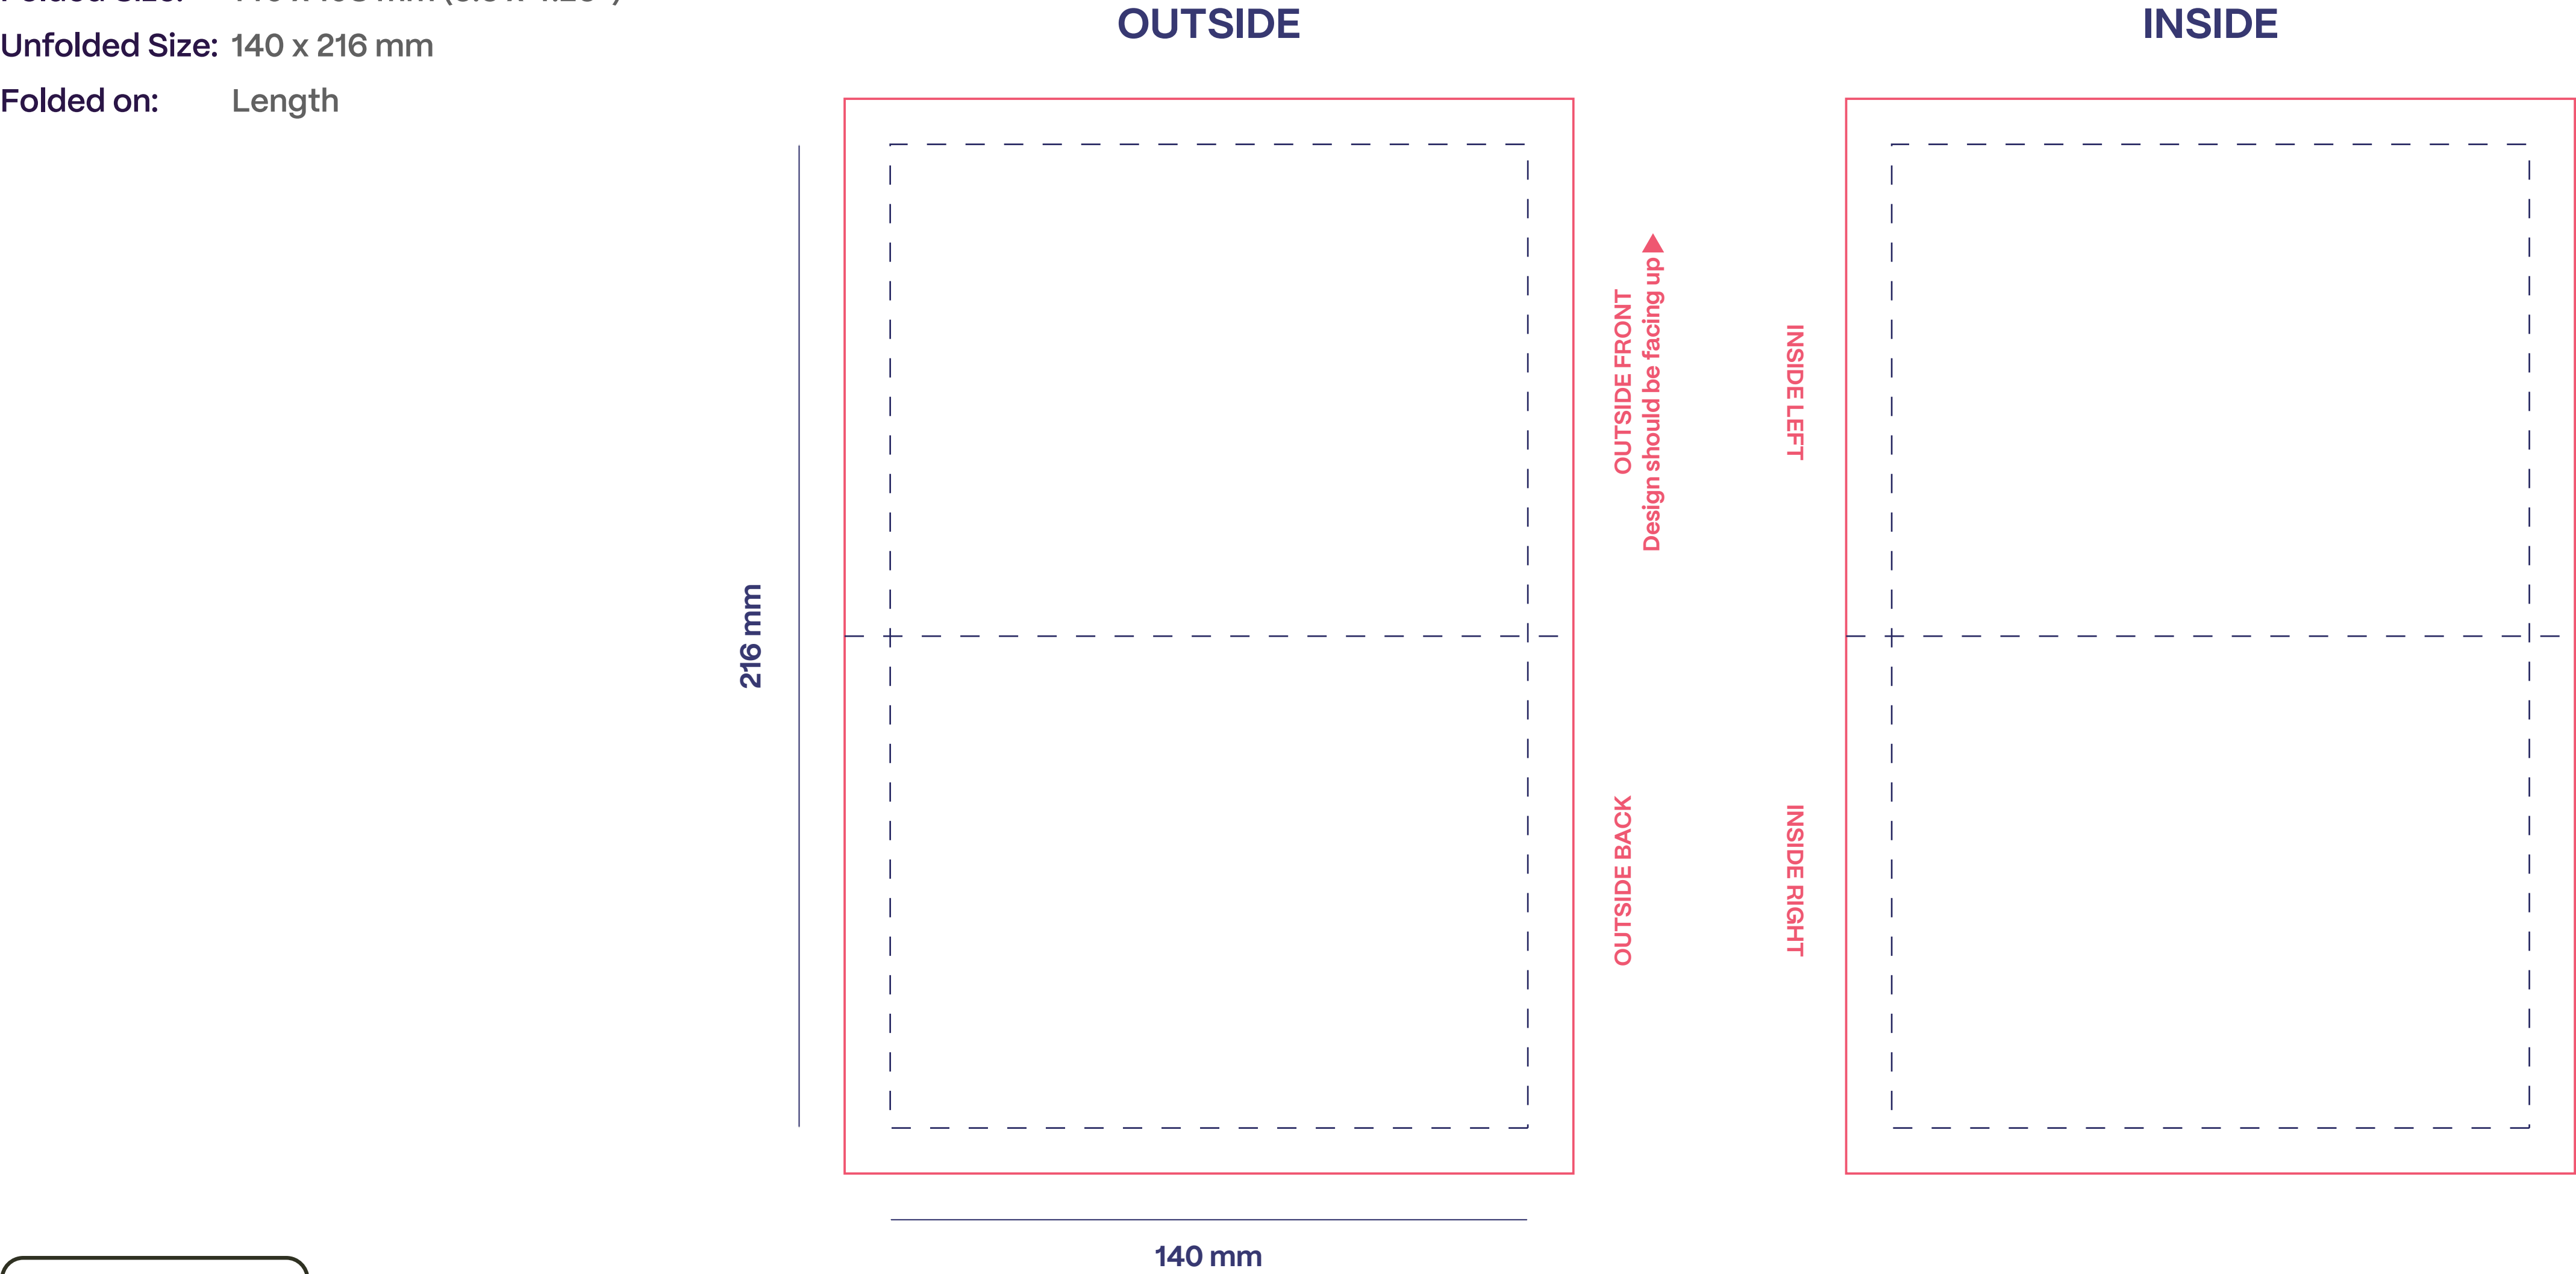 OUTSIDE
INSIDE
Unfolded Size: 140 x 216 mm
Folded on: Length
216 mm
OUTSIDE FRONT
Design should be facing up
OUTSIDE BACK
INSIDE LEFT
INSIDE RIGHT
140 mm